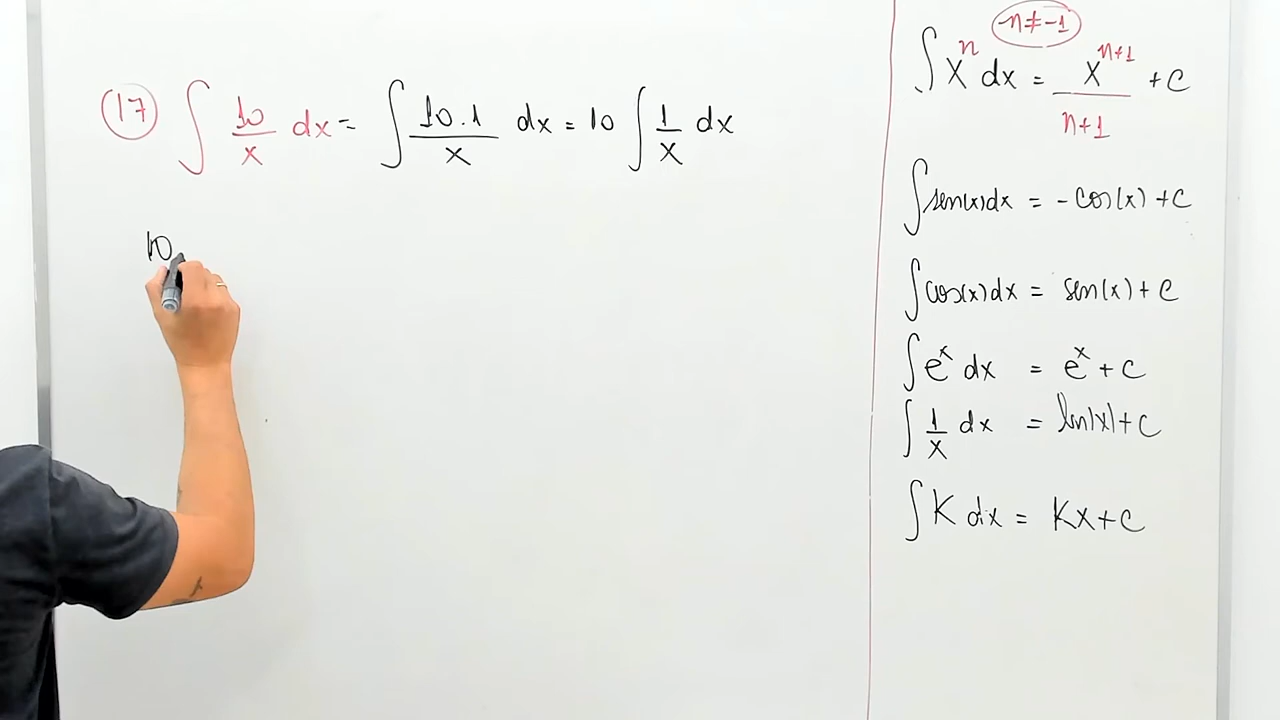 (17) ∫ 10/x dx = ∫ 10.1/x dx = 10 ∫ 1/x dx
10.
n≠-1
∫ xⁿ dx = xⁿ⁺¹/n+1 + C
∫ sen(x)dx = -cos(x) + C
∫ cos(x)dx = sen(x) + C
∫ eˣ dx = eˣ + C
∫ 1/x dx = ln|x| + C
∫ K dx = Kx + C